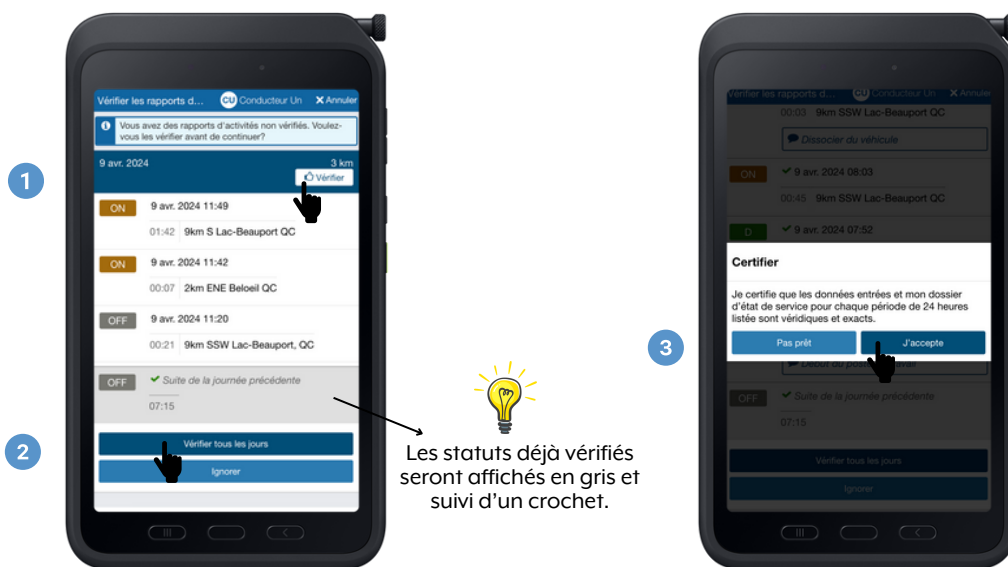 Vérifier les rapports d... CU Conducteur Un X Annuler
Vous avez des rapports d'activités non vérifiés. Voulez-
vous les vérifier avant de continuer?
1
9 avr. 2024 3 km
Vérifier
ON 9 avr. 2024 11:49
01:42 9km S Lac-Beauport QC
ON 9 avr. 2024 11:42
00:07 2km ENE Beloeil QC
OFF 9 avr. 2024 11:20
00:21 9km SSW Lac-Beauport, QC
OFF Suite de la journée précédente
07:15
2
Vérifier tous les jours
Ignorer
Les statuts déjà vérifiés
seront affichés en gris et
suivi d'un crochet.
Vérifier les rapports d... CU Conducteur Un X Annuler
00:03 9km SSW Lac-Beauport QC
Dissocier du véhicule
ON 9 avr. 2024 08:03
00:45 9km SSW Lac-Beauport QC
D 9 avr. 2024 07:52
Certifier
Je certifie que les données entrées et mon dossier
d'état de service pour chaque période de 24 heures
listée sont véridiques et exacts.
3
Pas prêt J'accepte
Début du poste de travail
OFF Suite de la journée précédente
07:15
Vérifier tous les jours
Ignorer